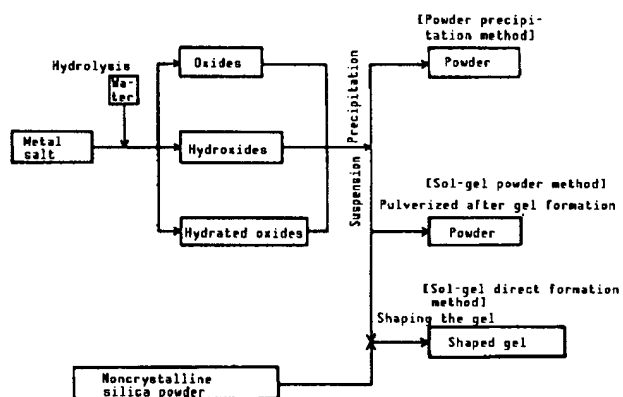 [Powder precipi-
tation method]
Powder
Oxides
Hydrolysis
Wa-
ter
Precipitation
Metal
salt
Hydroxides
Suspension
[Sol-gel powder method]
Pulverized after gel formation
Powder
Hydrated oxides
[Sol-gel direct formation
method]
Shaping the gel
Shaped gel
Noncrystalline
silica powder